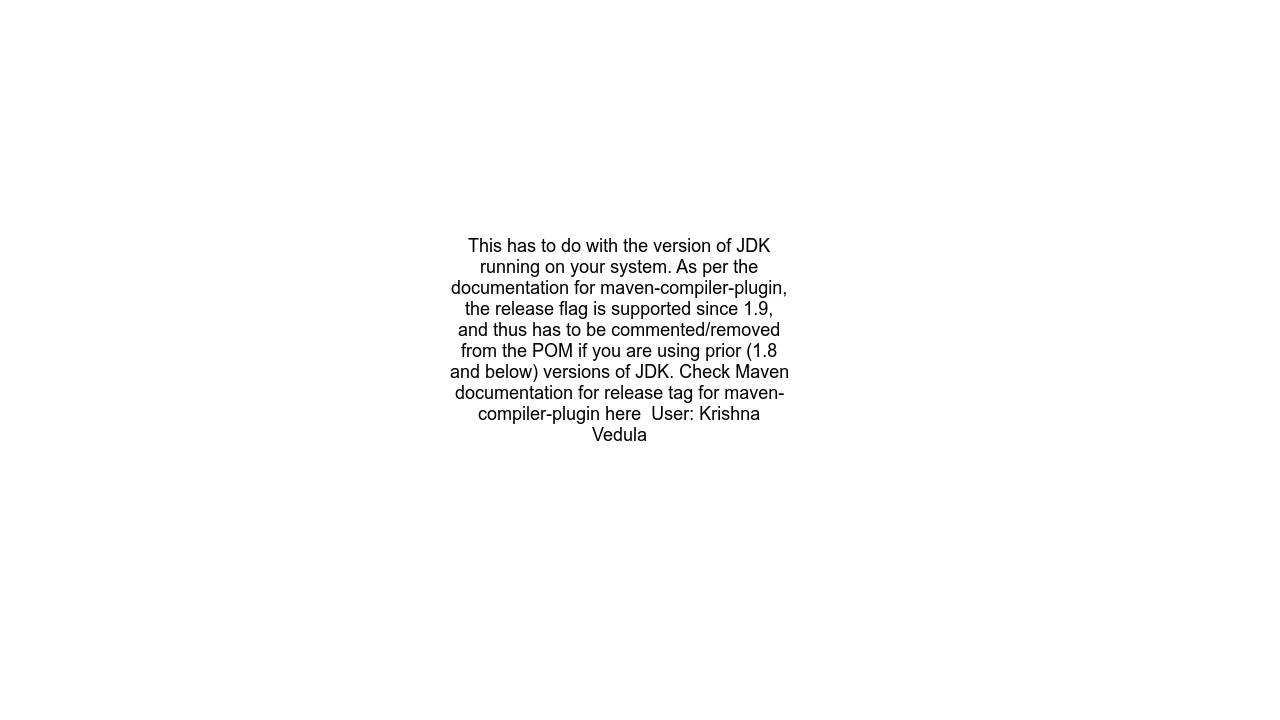 This has to do with the version of JDK
running on your system. As per the
documentation for maven-compiler-plugin,
the release flag is supported since 1.9,
and thus has to be commented/removed
from the POM if you are using prior (1.8
and below) versions of JDK. Check Maven
documentation for release tag for maven-
compiler-plugin here  User: Krishna
Vedula